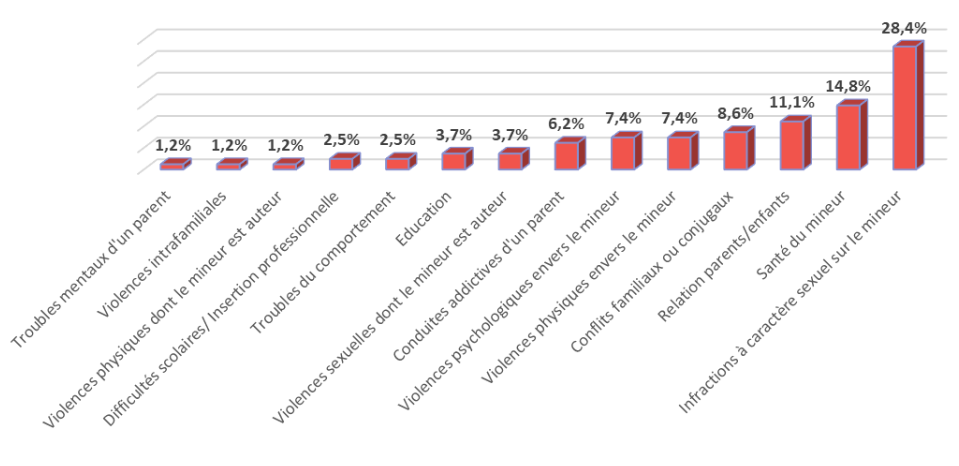 28,4%
14,8%
11,1%
8,6%
7,4%
7,4%
6,2%
3,7%
3,7%
2,5%
2,5%
1,2%
1,2%
1,2%
Troubles mentaux d'un parent
Violences intrafamiliales
Violences physiques dont le mineur est auteur
Difficultés scolaires/ Insertion professionnelle
Troubles du comportement
Education
Violences sexuelles dont le mineur est auteur
Conduites addictives d'un parent
Violences psychologiques envers le mineur
Violences physiques envers le mineur
Conflits familiaux ou conjugaux
Relation parents/enfants
Santé du mineur
Infractions à caractère sexuel sur le mineur